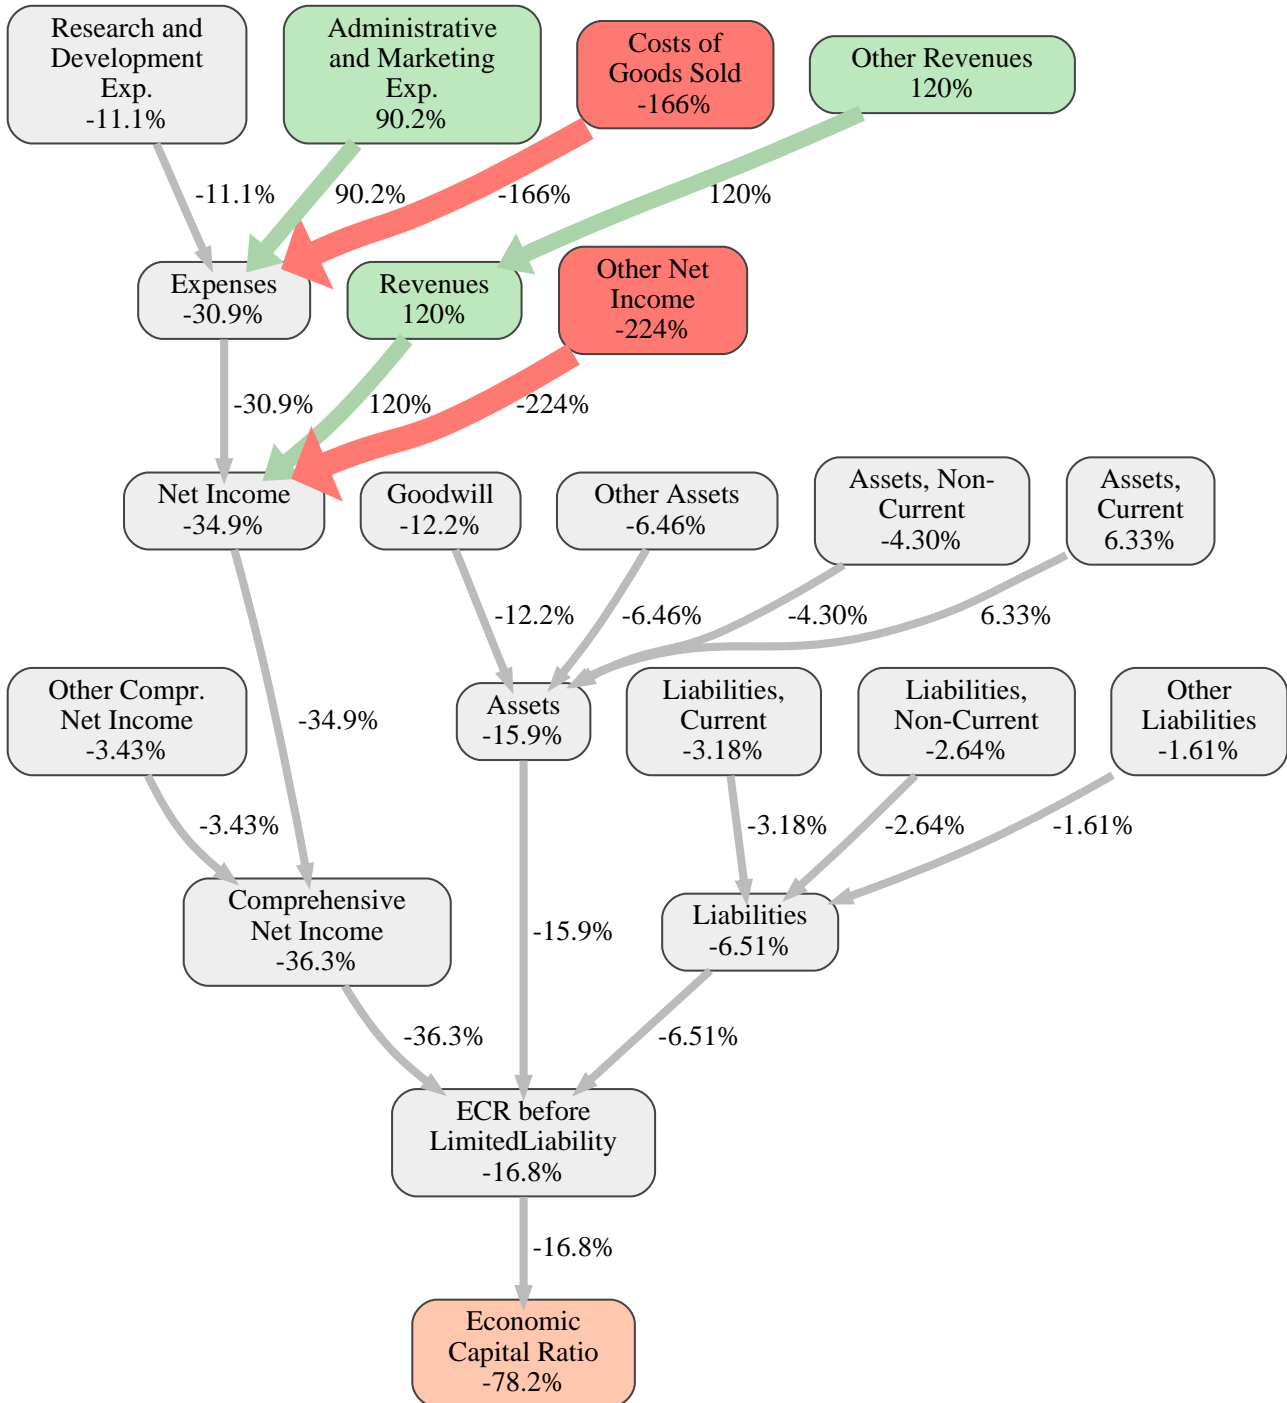 Research and
Development
Exp.
-11.1%
Administrative
and Marketing
Exp.
90.2%
Costs of
Goods Sold
-166%
Other Revenues
120%
-11.1%
90.2%
-166%
120%
Expenses
-30.9%
Revenues
120%
Other Net
Income
-224%
-30.9%
120%
-224%
Net Income
-34.9%
Goodwill
-12.2%
Other Assets
-6.46%
Assets, Non-
Current
-4.30%
Assets,
Current
6.33%
-12.2%
-6.46%
-4.30%
6.33%
Other Compr.
Net Income
-3.43%
-34.9%
Assets
-15.9%
Liabilities,
Current
-3.18%
Liabilities,
Non-Current
-2.64%
Other
Liabilities
-1.61%
-3.43%
-3.18%
-2.64%
-1.61%
Comprehensive
Net Income
-36.3%
-15.9%
Liabilities
-6.51%
-36.3%
-6.51%
ECR before
LimitedLiability
-16.8%
-16.8%
Economic
Capital Ratio
-78.2%